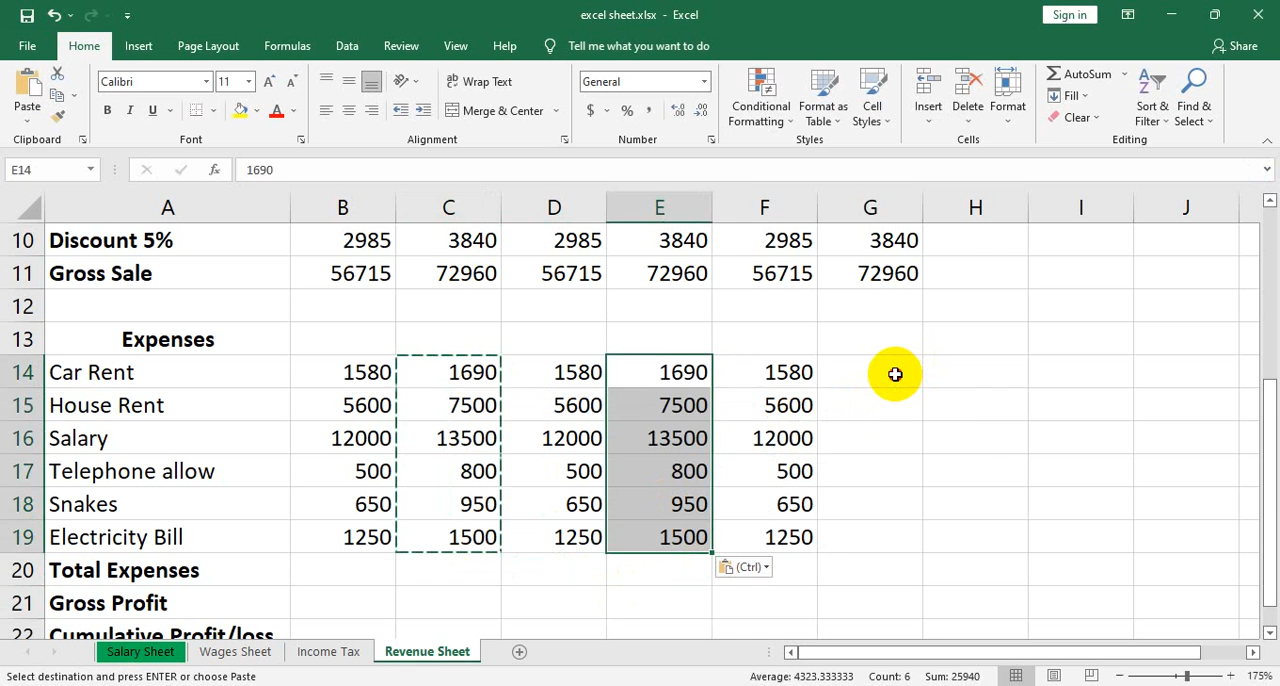 excel sheet.xlsx - Excel
Sign in
File Home Insert Page Layout Formulas Data Review View Help Tell me what you want to do Share
Paste
Clipboard
Calibri 11
B I U
Font
Wrap Text
Merge & Center
Alignment
General
$ % ,
Number
Conditional Formatting
Format as Table
Cell Styles
Styles
Insert Delete Format
Cells
AutoSum
Fill
Clear
Sort & Filter
Find & Select
Editing
E14 fx 1690
A B C D E F G H I J
10 Discount 5% 2985 3840 2985 3840 2985 3840
11 Gross Sale 56715 72960 56715 72960 56715 72960
12
13 Expenses
14 Car Rent 1580 1690 1580 1690 1580
15 House Rent 5600 7500 5600 7500 5600
16 Salary 12000 13500 12000 13500 12000
17 Telephone allow 500 800 500 800 500
18 Snakes 650 950 650 950 650
19 Electricity Bill 1250 1500 1250 1500 1250
20 Total Expenses (Ctrl)
21 Gross Profit
22 Cumulative Profit/loss
Salary Sheet Wages Sheet Income Tax Revenue Sheet
Select destination and press ENTER or choose Paste Average: 4323.333333 Count: 6 Sum: 25940 175%